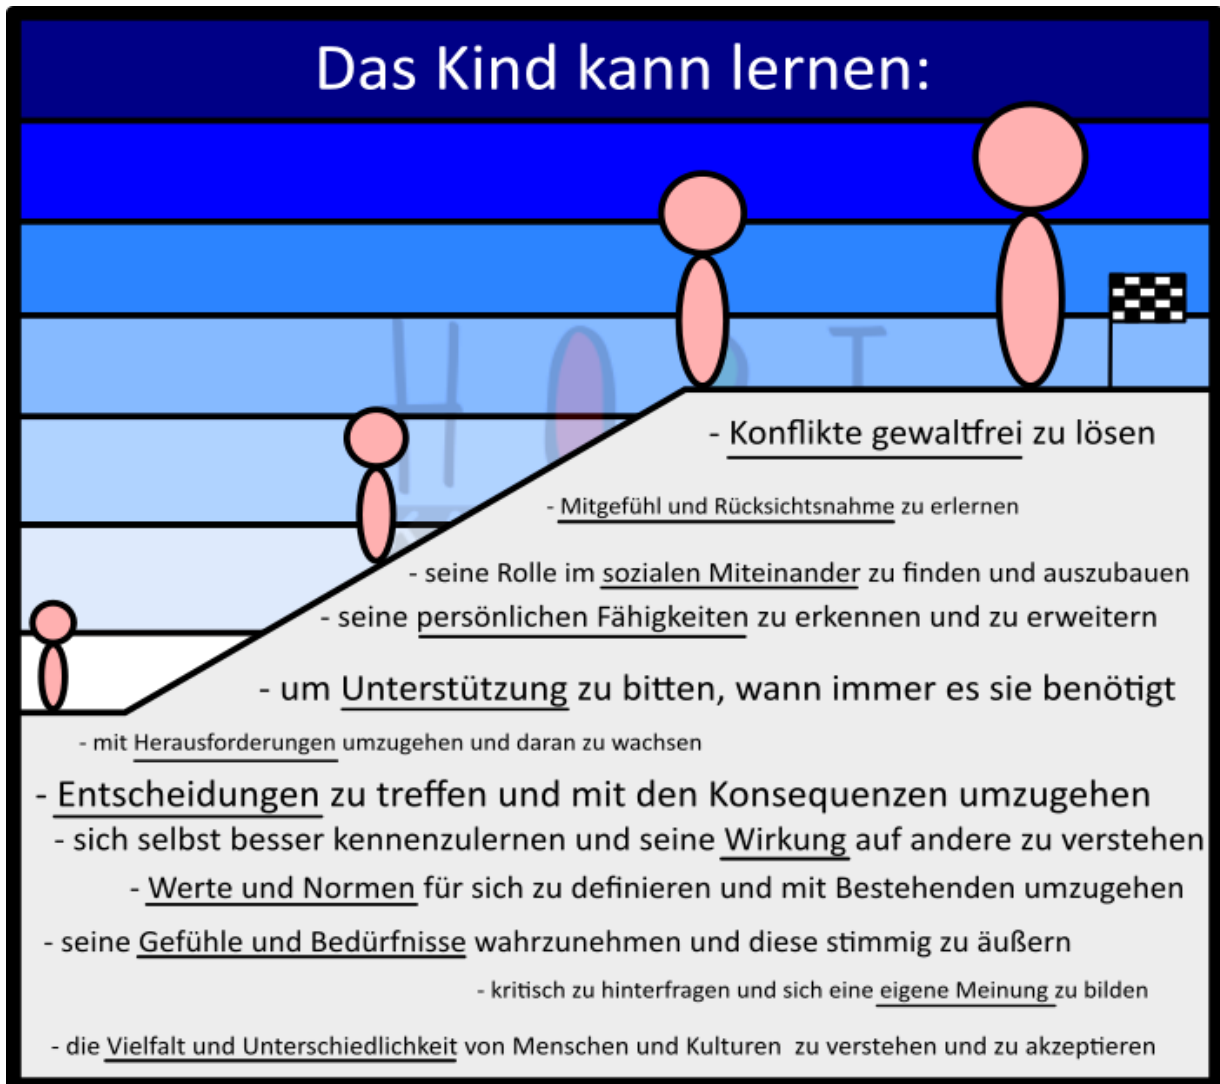 Das Kind kann lernen:
- Konflikte gewaltfrei zu lösen
- Mitgefühl und Rücksichtsnahme zu erlernen
- seine Rolle im sozialen Miteinander zu finden und auszubauen
- seine persönlichen Fähigkeiten zu erkennen und zu erweitern
- um Unterstützung zu bitten, wann immer es sie benötigt
- mit Herausforderungen umzugehen und daran zu wachsen
- Entscheidungen zu treffen und mit den Konsequenzen umzugehen
- sich selbst besser kennenzulernen und seine Wirkung auf andere zu verstehen
- Werte und Normen für sich zu definieren und mit Bestehenden umzugehen
- seine Gefühle und Bedürfnisse wahrzunehmen und diese stimmig zu äußern
- kritisch zu hinterfragen und sich eine eigene Meinung zu bilden
- die Vielfalt und Unterschiedlichkeit von Menschen und Kulturen zu verstehen und zu akzeptieren